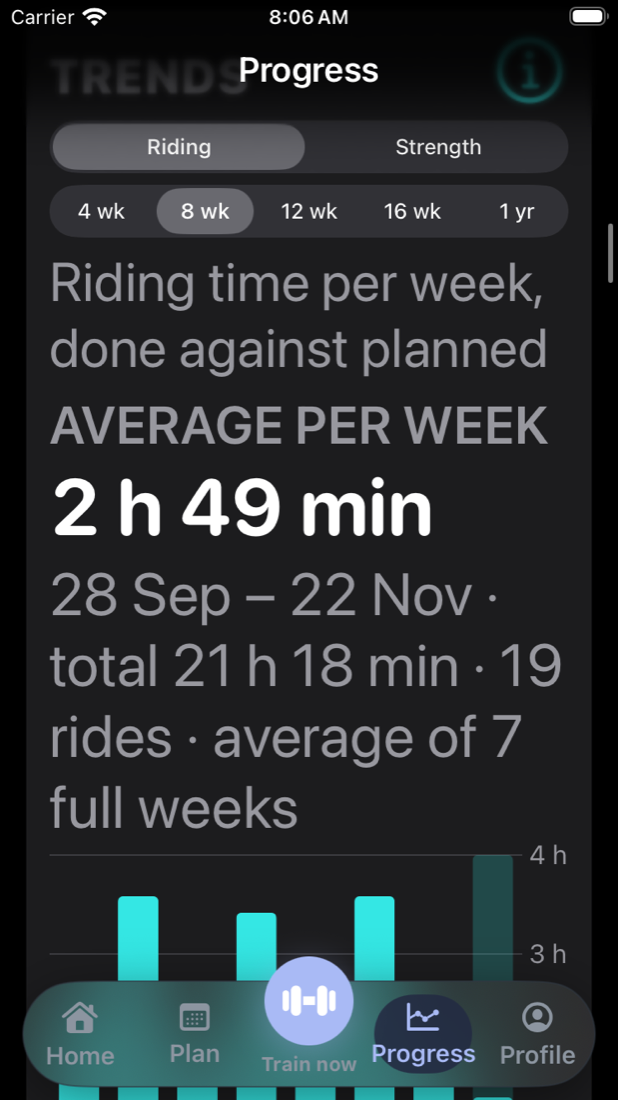 Carrier 8:06 AM
TRENDS Progress
Riding Strength
4 wk 8 wk 12 wk 16 wk 1 yr
Riding time per week,
done against planned
AVERAGE PER WEEK
2 h 49 min
28 Sep – 22 Nov ·
total 21 h 18 min · 19
rides · average of 7
full weeks
4 h
3 h
Home Plan Train now Progress Profile